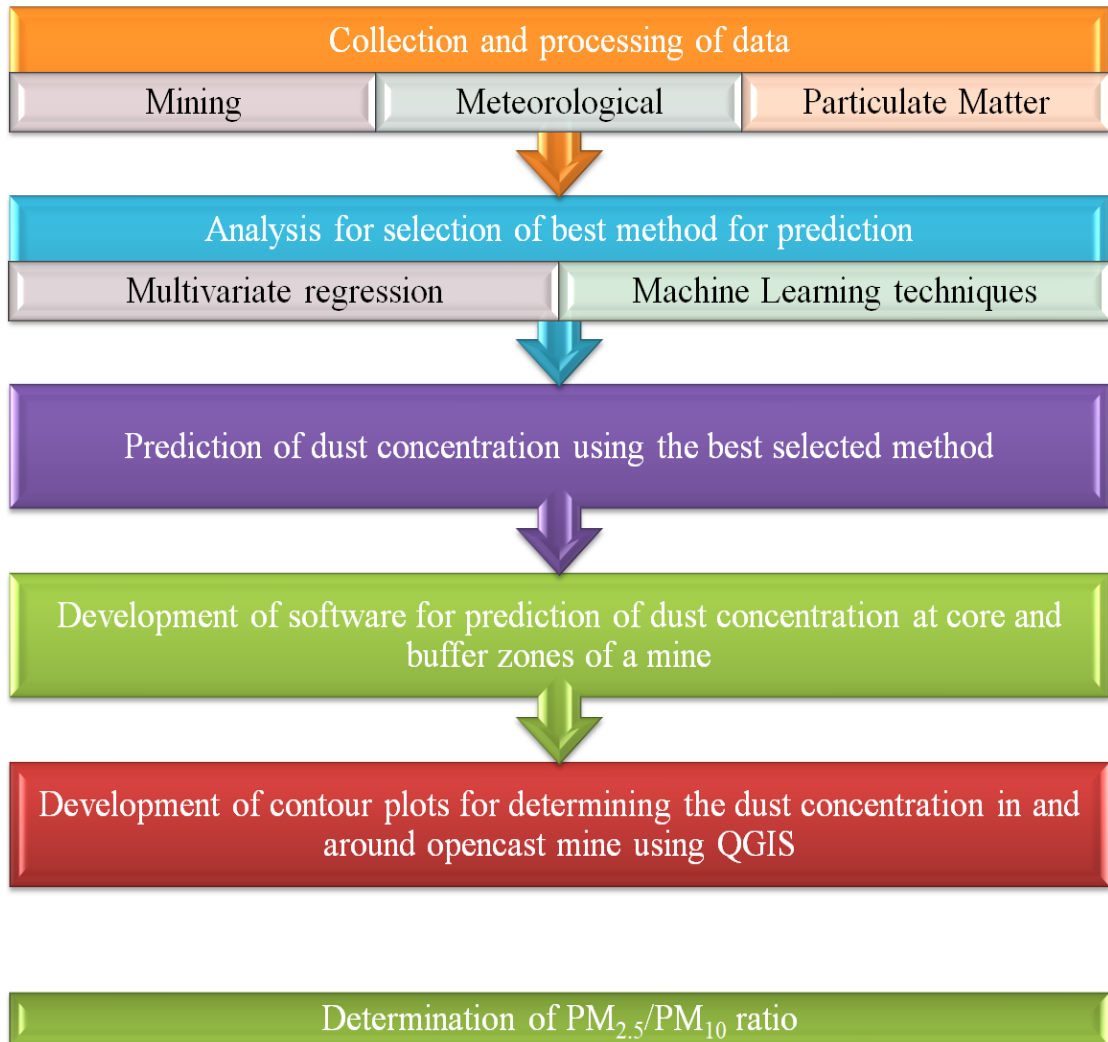 Collection and processing of data
Mining
Meteorological
Particulate Matter
Analysis for selection of best method for prediction
Multivariate regression
Machine Learning techniques
Prediction of dust concentration using the best selected method
Development of software for prediction of dust concentration at core and
buffer zones of a mine
Development of contour plots for determining the dust concentration in and
around opencast mine using QGIS
Determination of PM₂.₅/PM₁₀ ratio